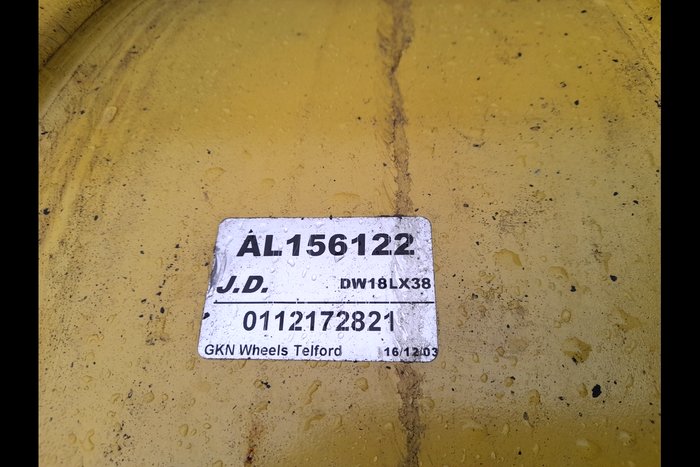 AL156122
J.D. DW18LX38
0112172821
GKN Wheels Telford 16/12/03